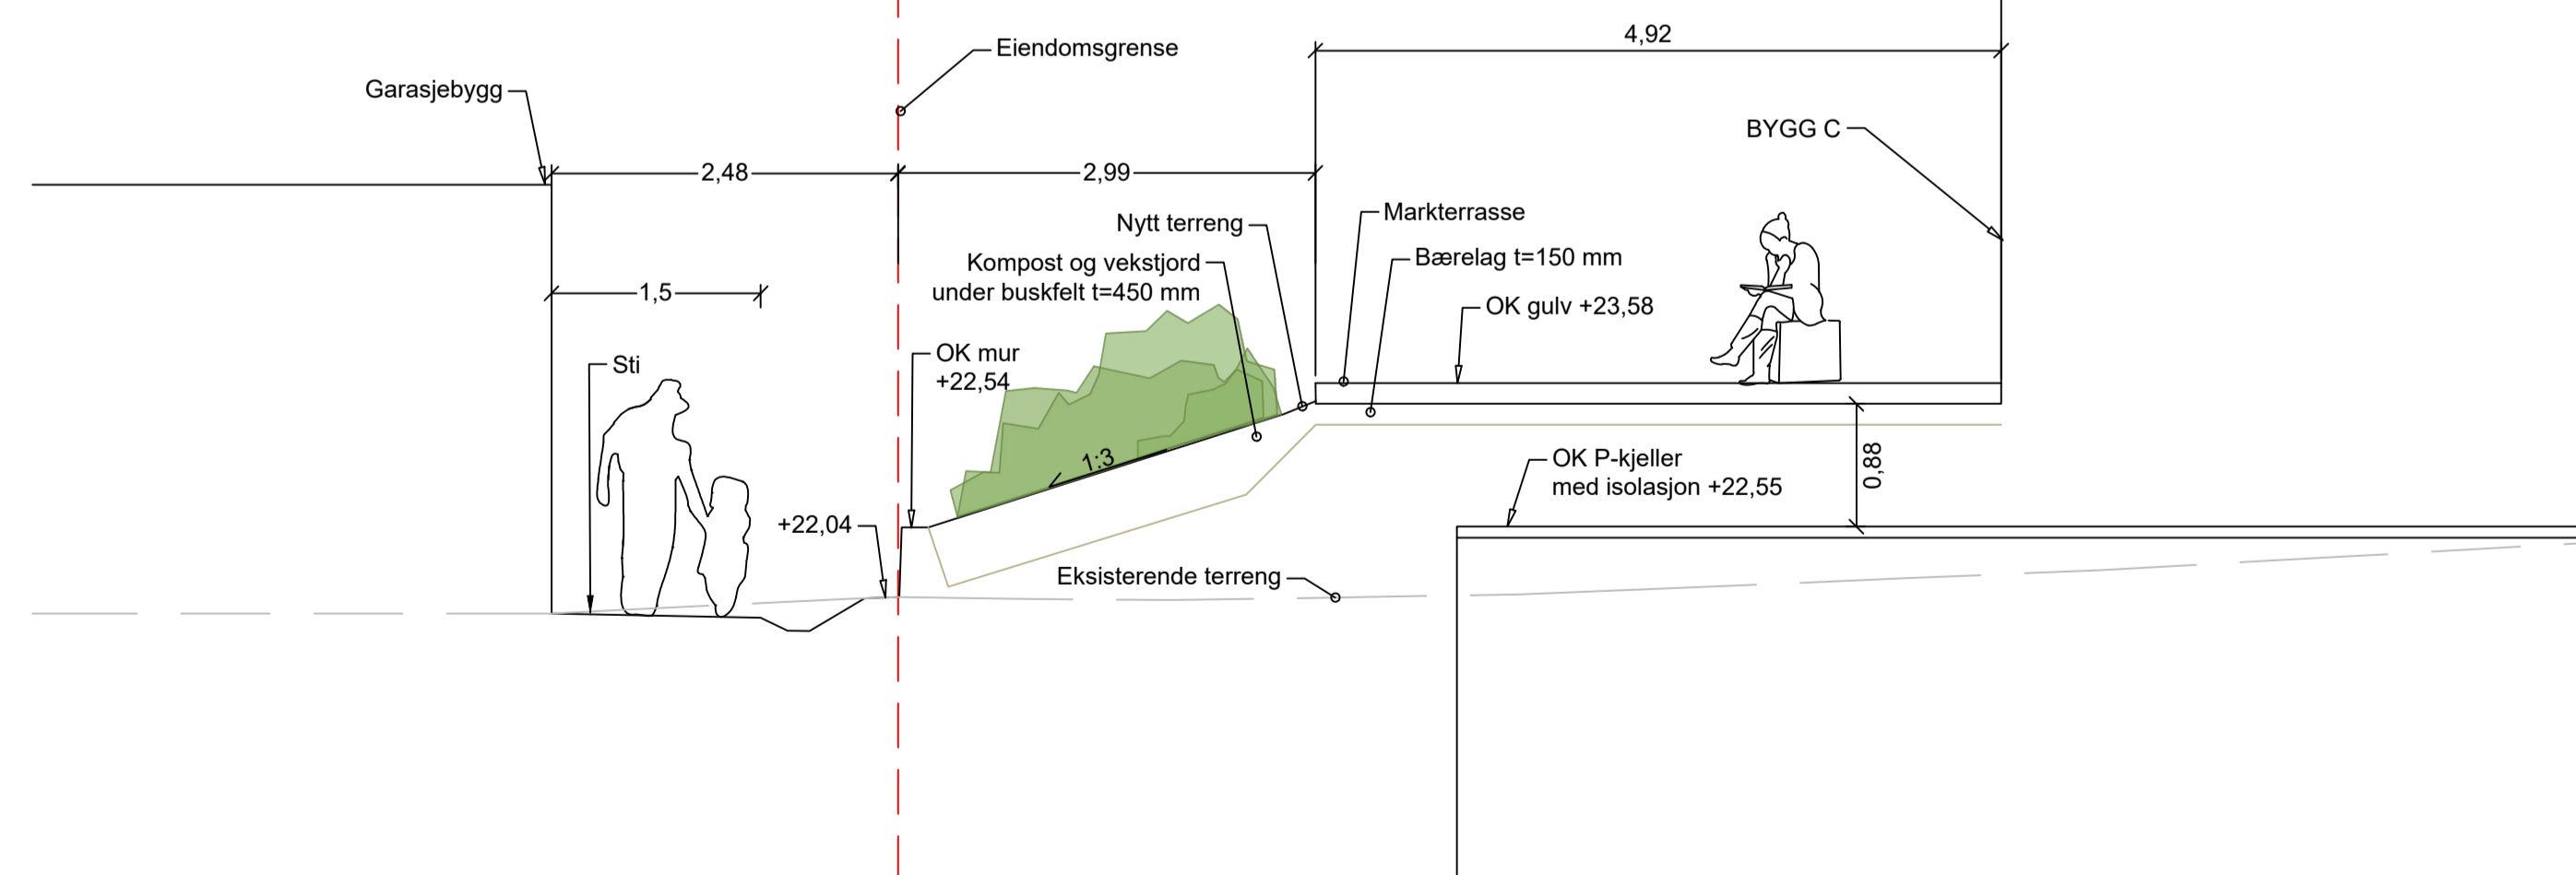 4,92
Eiendomsgrense
Garasjebygg
BYGG C
2,48
2,99
Markterrasse
Nytt terreng
Bærelag t=150 mm
Kompost og vekstjord
under buskfelt t=450 mm
1,5
OK gulv +23,58
OK mur
+22,54
Sti
1:3
OK P-kjeller
med isolasjon +22,55
0,88
+22,04
Eksisterende terreng